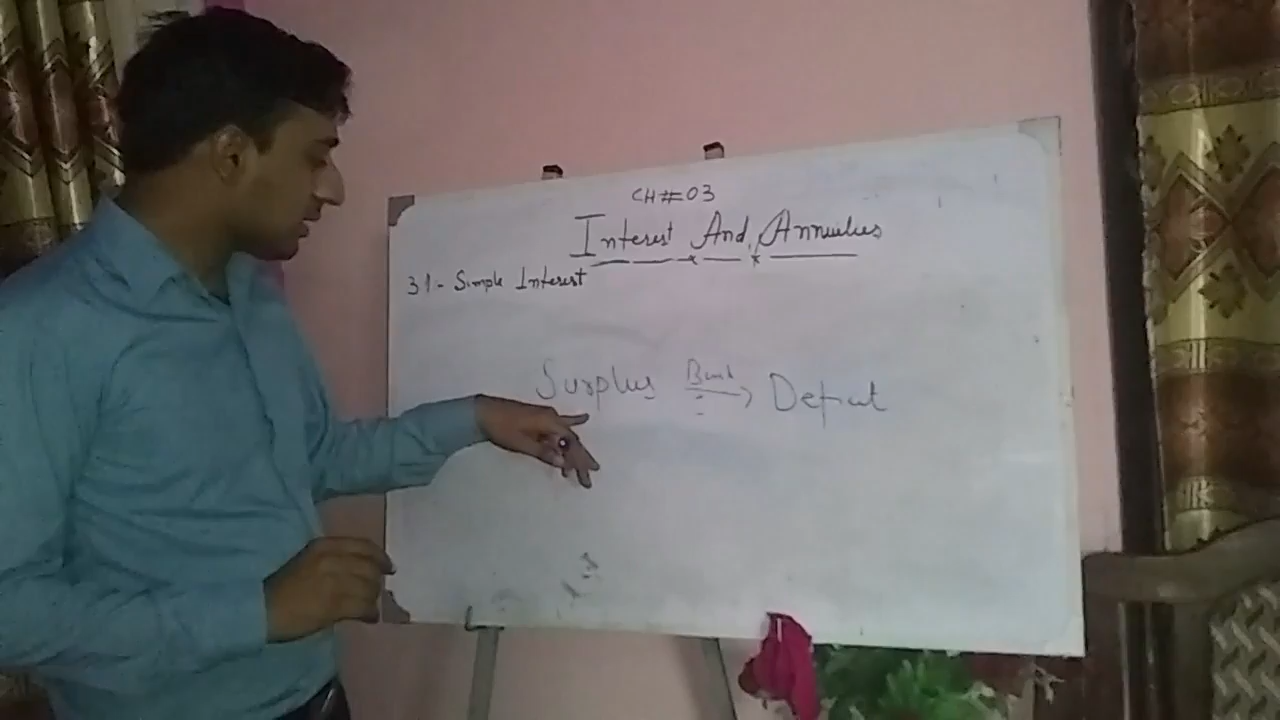 CH#03
Interest And Annuities
3.1- Simple Interest
Surplus Bank Deficit